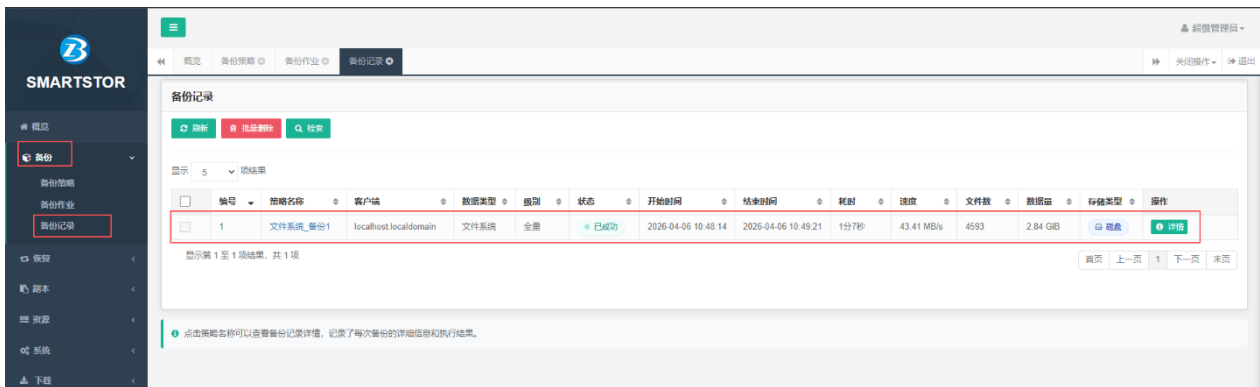 超级管理员
SMARTSTOR
概览 备份策略 备份作业 备份记录 关闭操作 退出
备份记录
刷新 批量删除 检索
显示 5 项结果
编号 策略名称 客户端 数据类型 级别 状态 开始时间 结束时间 耗时 速度 文件数 数据量 存储类型 操作
1 文件系统_备份1 localhost.localdomain 文件系统 全量 已成功 2026-04-06 10:48:14 2026-04-06 10:49:21 1分7秒 43.41 MB/s 4593 2.84 GIB 磁盘 详情
显示第 1 至 1 项结果，共 1 项
首页 上一页 1 下一页 末页
点击策略名称可以查看备份记录详情，记录了每次备份的详细信息和执行结果。
概览
备份
备份策略
备份作业
备份记录
恢复
副本
资源
系统
下载